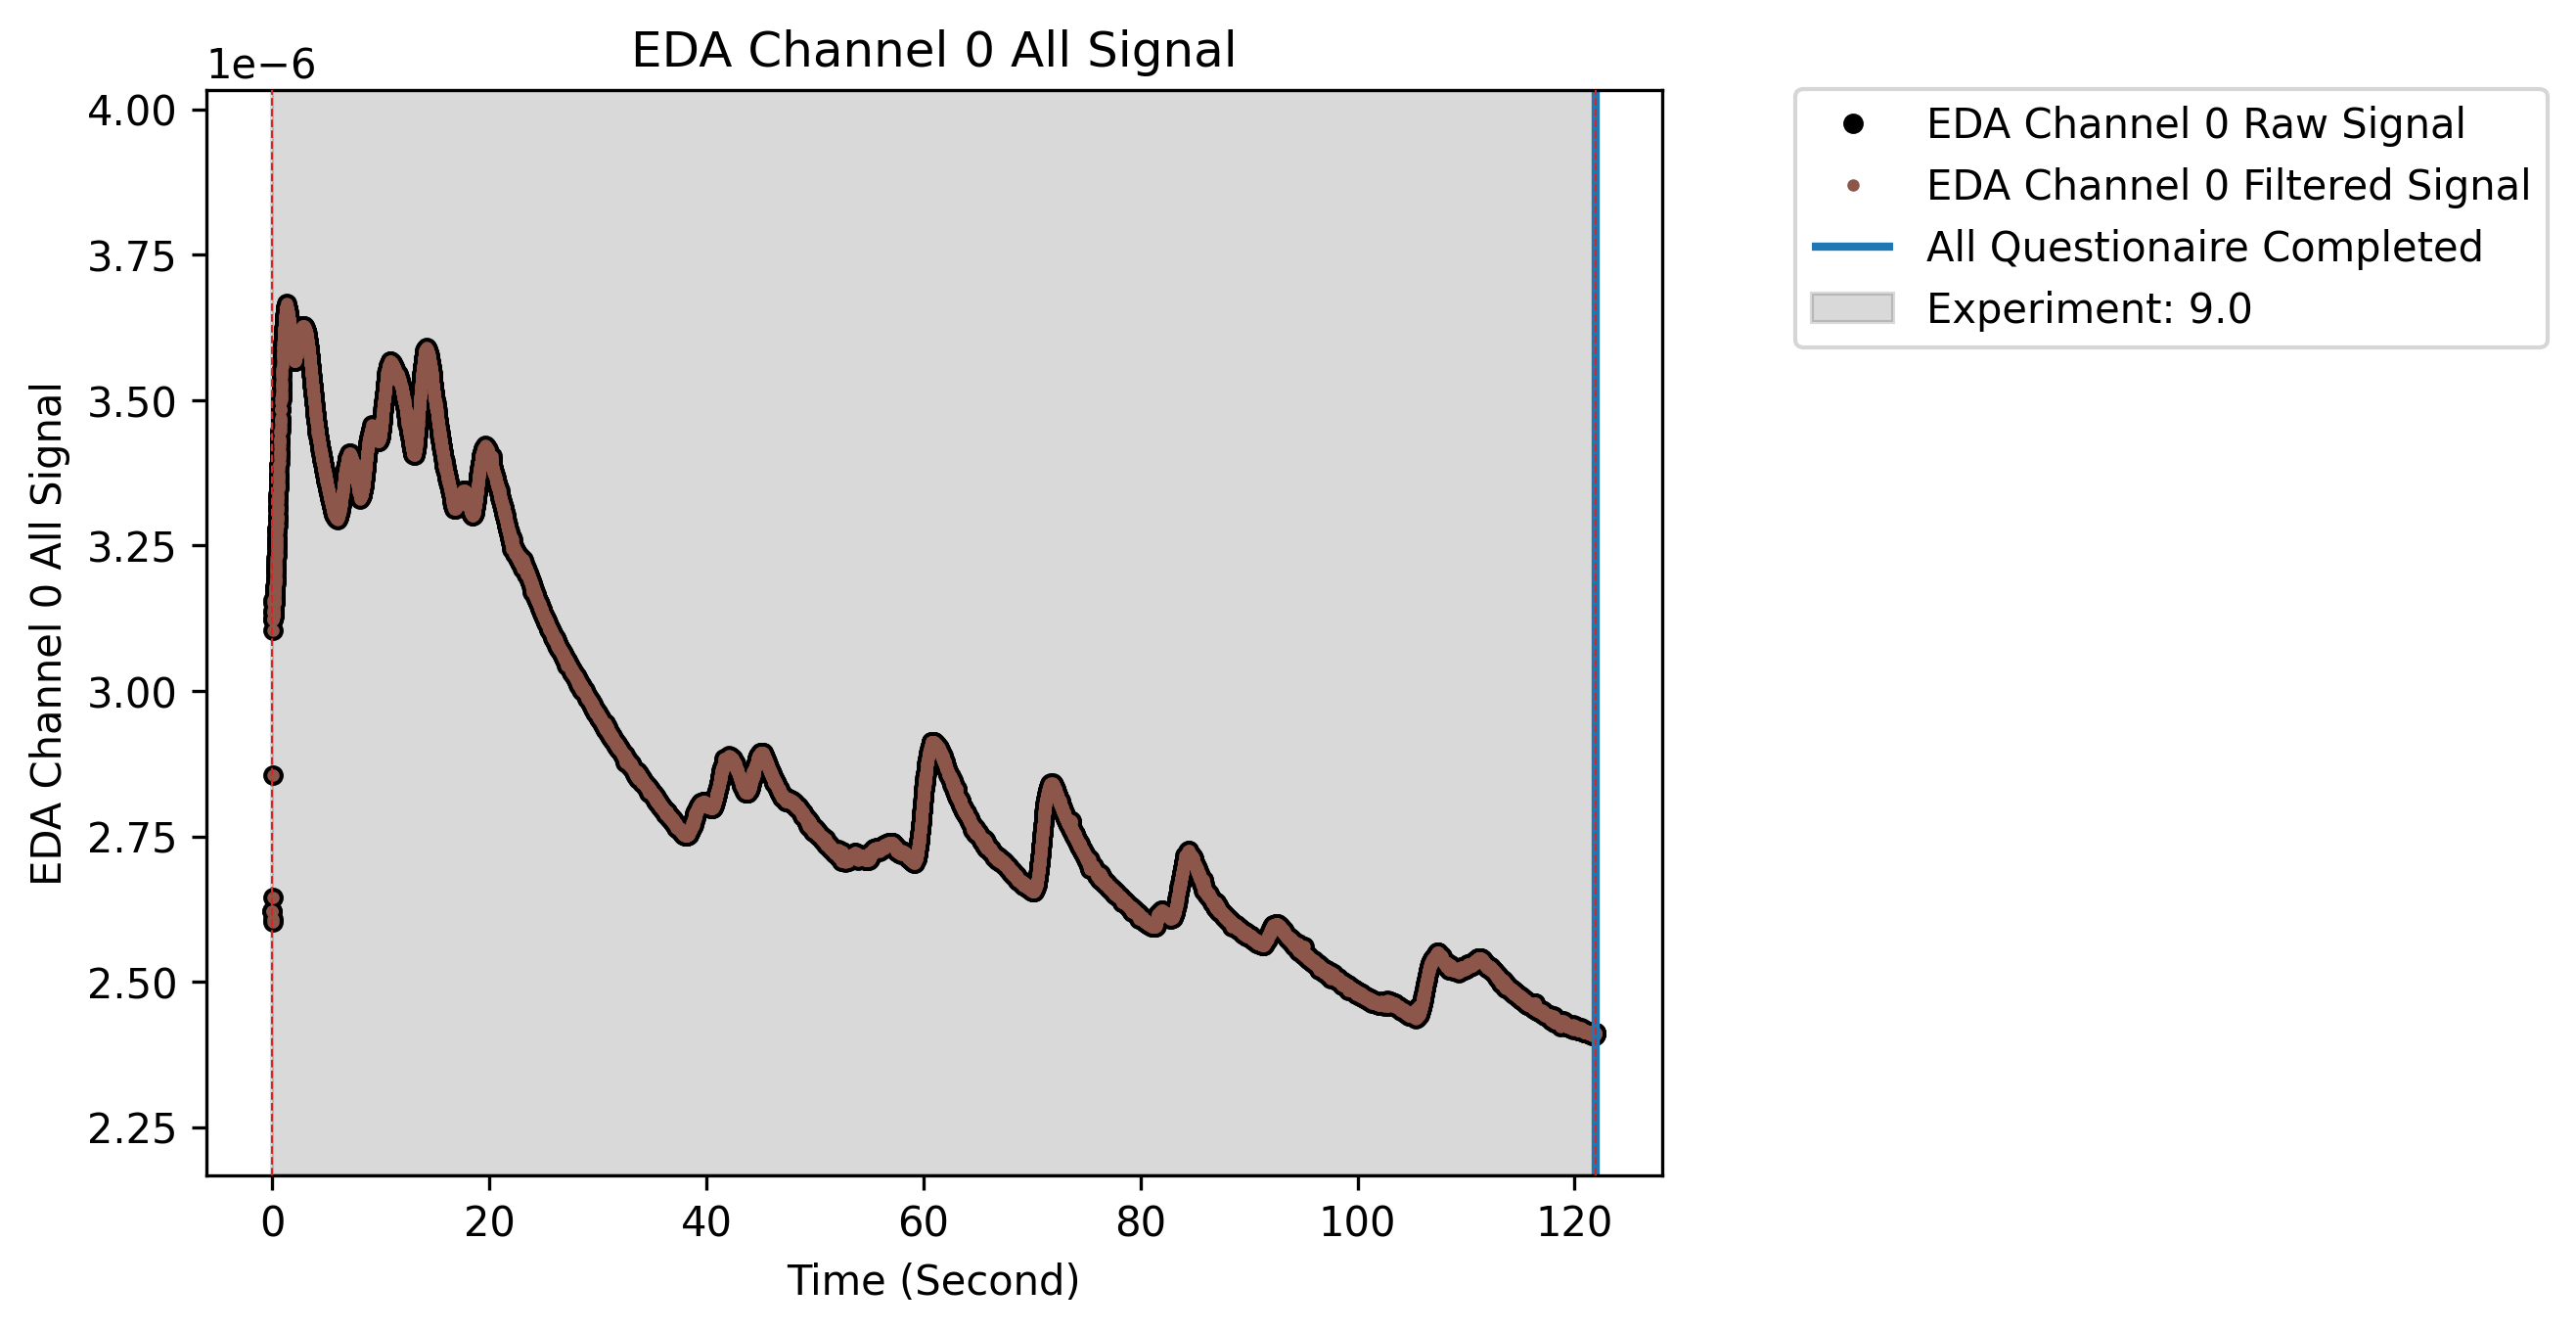 EDA Channel 0 All Signal
1e−6
4.00
3.75
3.50
3.25
3.00
2.75
2.50
2.25
EDA Channel 0 All Signal
0 20 40 60 80 100 120
Time (Second)
EDA Channel 0 Raw Signal
EDA Channel 0 Filtered Signal
All Questionaire Completed
Experiment: 9.0